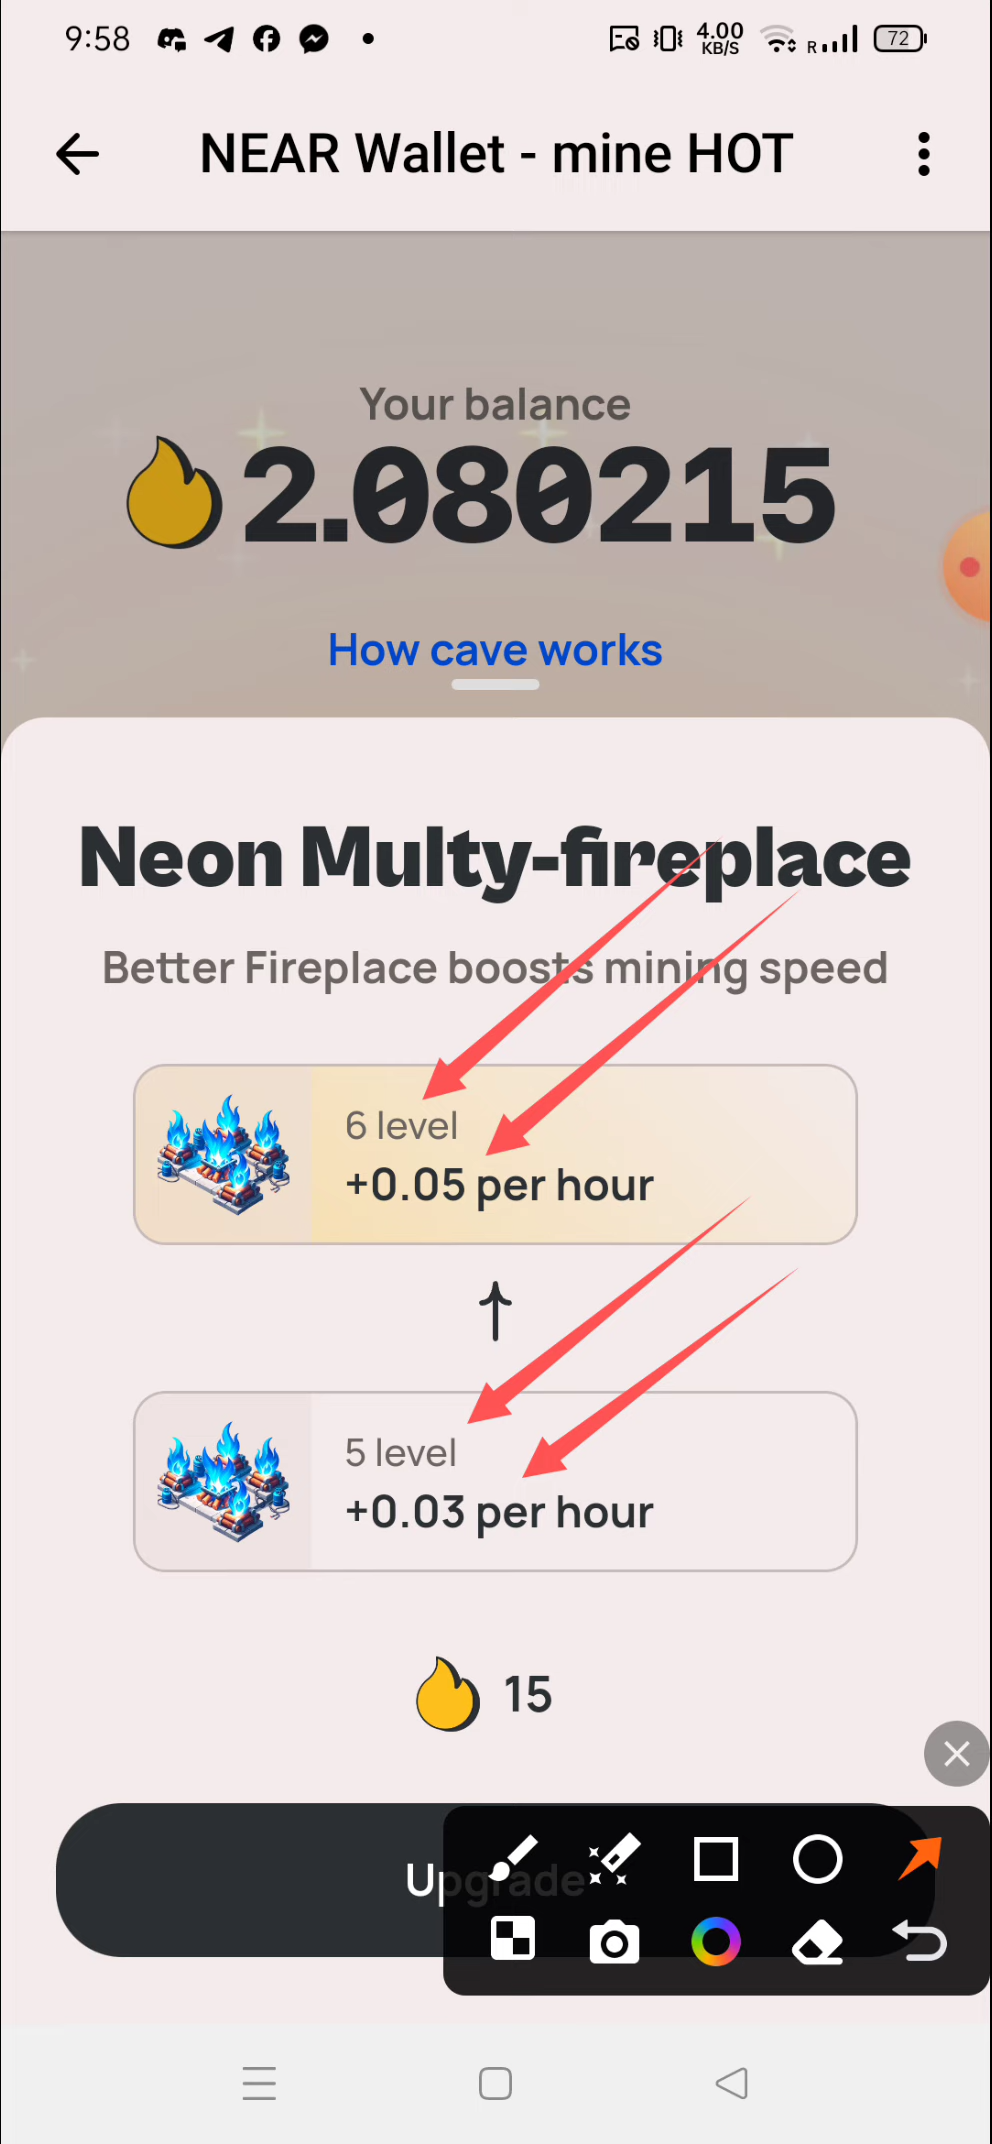 9:58
4.00
KB/S
R
72
NEAR Wallet - mine HOT
Your balance
2.080215
How cave works
Neon Multy-fireplace
Better Fireplace boosts mining speed
6 level
+0.05 per hour
5 level
+0.03 per hour
15
Upgrade